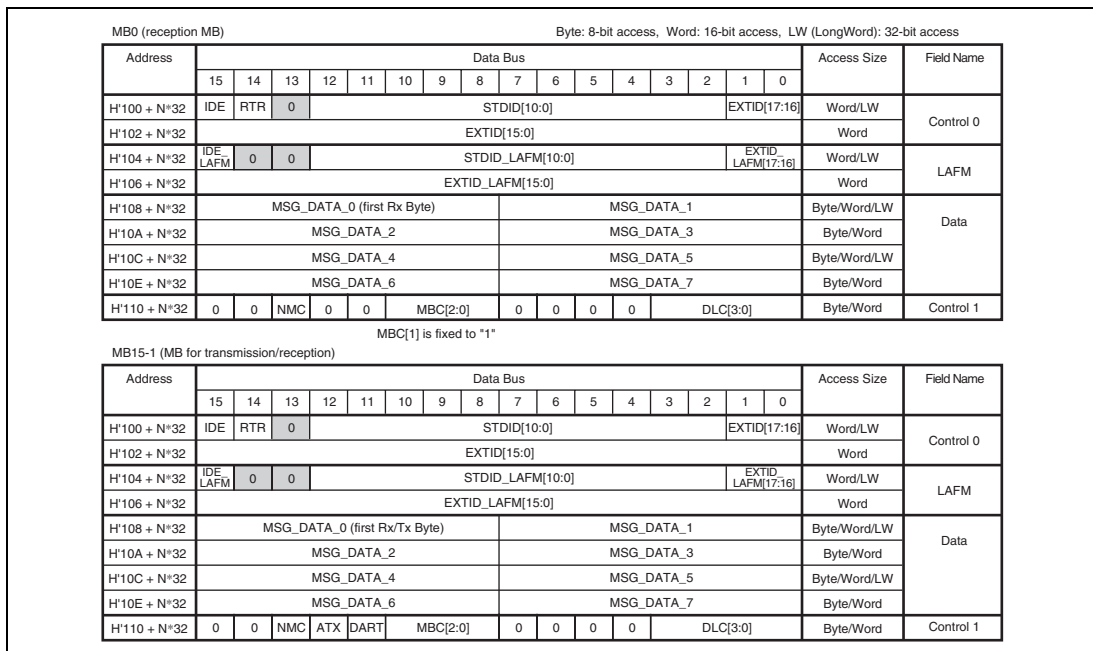 MB0 (reception MB) Byte: 8-bit access, Word: 16-bit access, LW (LongWord): 32-bit access
Address Data Bus Access Size Field Name
15 14 13 12 11 10 9 8 7 6 5 4 3 2 1 0
H'100 + N*32 IDE RTR 0 STDID[10:0] EXTID[17:16] Word/LW Control 0
H'102 + N*32 EXTID[15:0] Word
H'104 + N*32 IDE_LAFM 0 0 STDID_LAFM[10:0] EXTID_LAFM[17:16] Word/LW LAFM
H'106 + N*32 EXTID_LAFM[15:0] Word
H'108 + N*32 MSG_DATA_0 (first Rx Byte) MSG_DATA_1 Byte/Word/LW Data
H'10A + N*32 MSG_DATA_2 MSG_DATA_3 Byte/Word
H'10C + N*32 MSG_DATA_4 MSG_DATA_5 Byte/Word/LW
H'10E + N*32 MSG_DATA_6 MSG_DATA_7 Byte/Word
H'110 + N*32 0 0 NMC 0 0 MBC[2:0] 0 0 0 0 DLC[3:0] Byte/Word Control 1
MBC[1] is fixed to "1"
MB15-1 (MB for transmission/reception)
Address Data Bus Access Size Field Name
15 14 13 12 11 10 9 8 7 6 5 4 3 2 1 0
H'100 + N*32 IDE RTR 0 STDID[10:0] EXTID[17:16] Word/LW Control 0
H'102 + N*32 EXTID[15:0] Word
H'104 + N*32 IDE_LAFM 0 0 STDID_LAFM[10:0] EXTID_LAFM[17:16] Word/LW LAFM
H'106 + N*32 EXTID_LAFM[15:0] Word
H'108 + N*32 MSG_DATA_0 (first Rx/Tx Byte) MSG_DATA_1 Byte/Word/LW Data
H'10A + N*32 MSG_DATA_2 MSG_DATA_3 Byte/Word
H'10C + N*32 MSG_DATA_4 MSG_DATA_5 Byte/Word/LW
H'10E + N*32 MSG_DATA_6 MSG_DATA_7 Byte/Word
H'110 + N*32 0 0 NMC ATX DART MBC[2:0] 0 0 0 0 DLC[3:0] Byte/Word Control 1